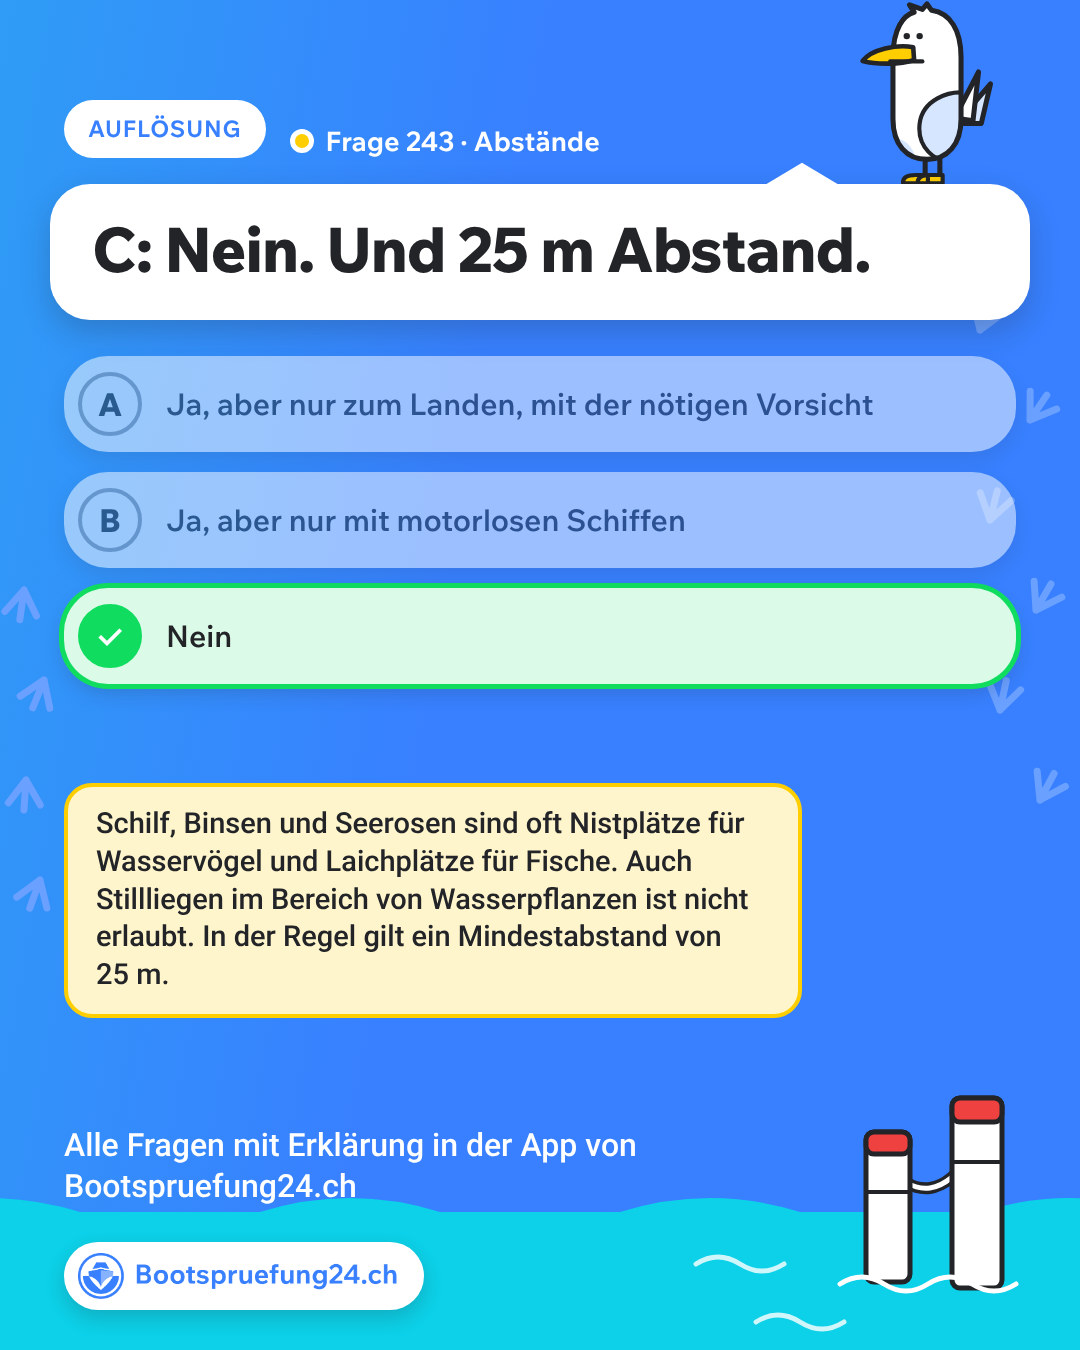 AUFLÖSUNG
Frage 243 · Abstände
C: Nein. Und 25 m Abstand.
A Ja, aber nur zum Landen, mit der nötigen Vorsicht
B Ja, aber nur mit motorlosen Schiffen
Nein
Schilf, Binsen und Seerosen sind oft Nistplätze für
Wasservögel und Laichplätze für Fische. Auch
Stillliegen im Bereich von Wasserpflanzen ist nicht
erlaubt. In der Regel gilt ein Mindestabstand von
25 m.
Alle Fragen mit Erklärung in der App von
Bootspruefung24.ch
Bootspruefung24.ch